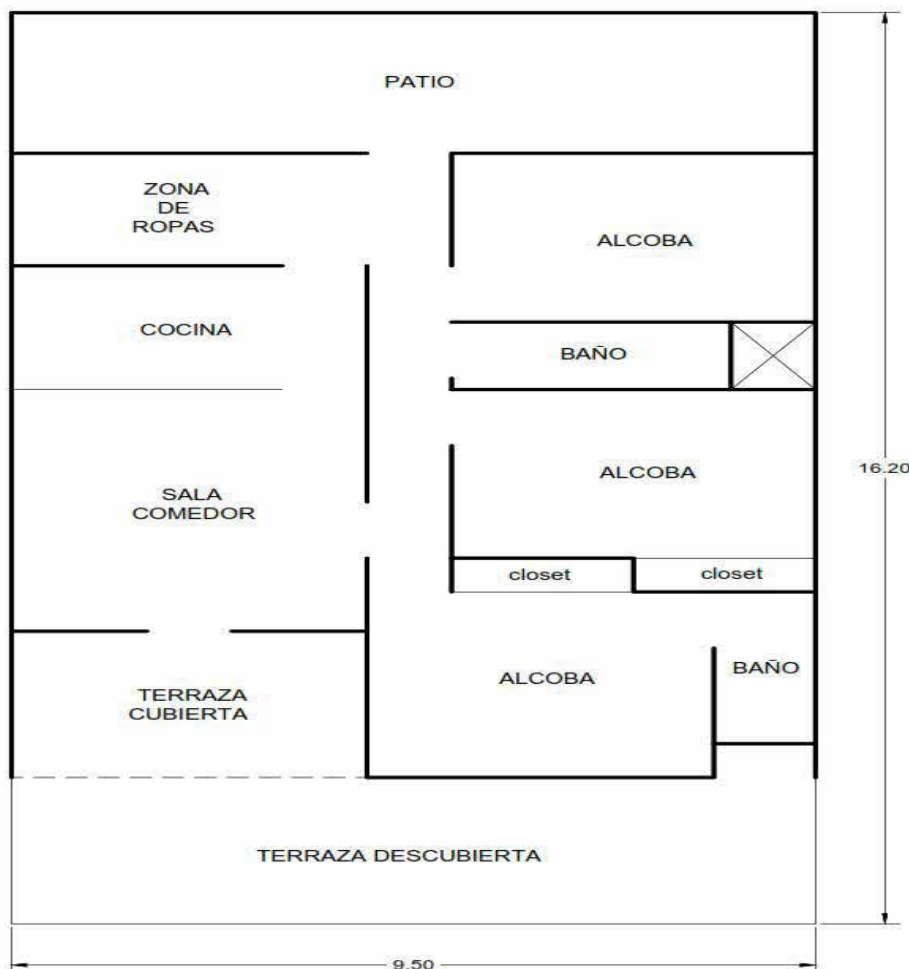 PATIO
ZONA
DE
ROPAS
ALCOBA
COCINA
BAÑO
ALCOBA
16.20
SALA
COMEDOR
closet
closet
ALCOBA
BAÑO
TERRAZA
CUBIERTA
TERRAZA DESCUBIERTA
9.50